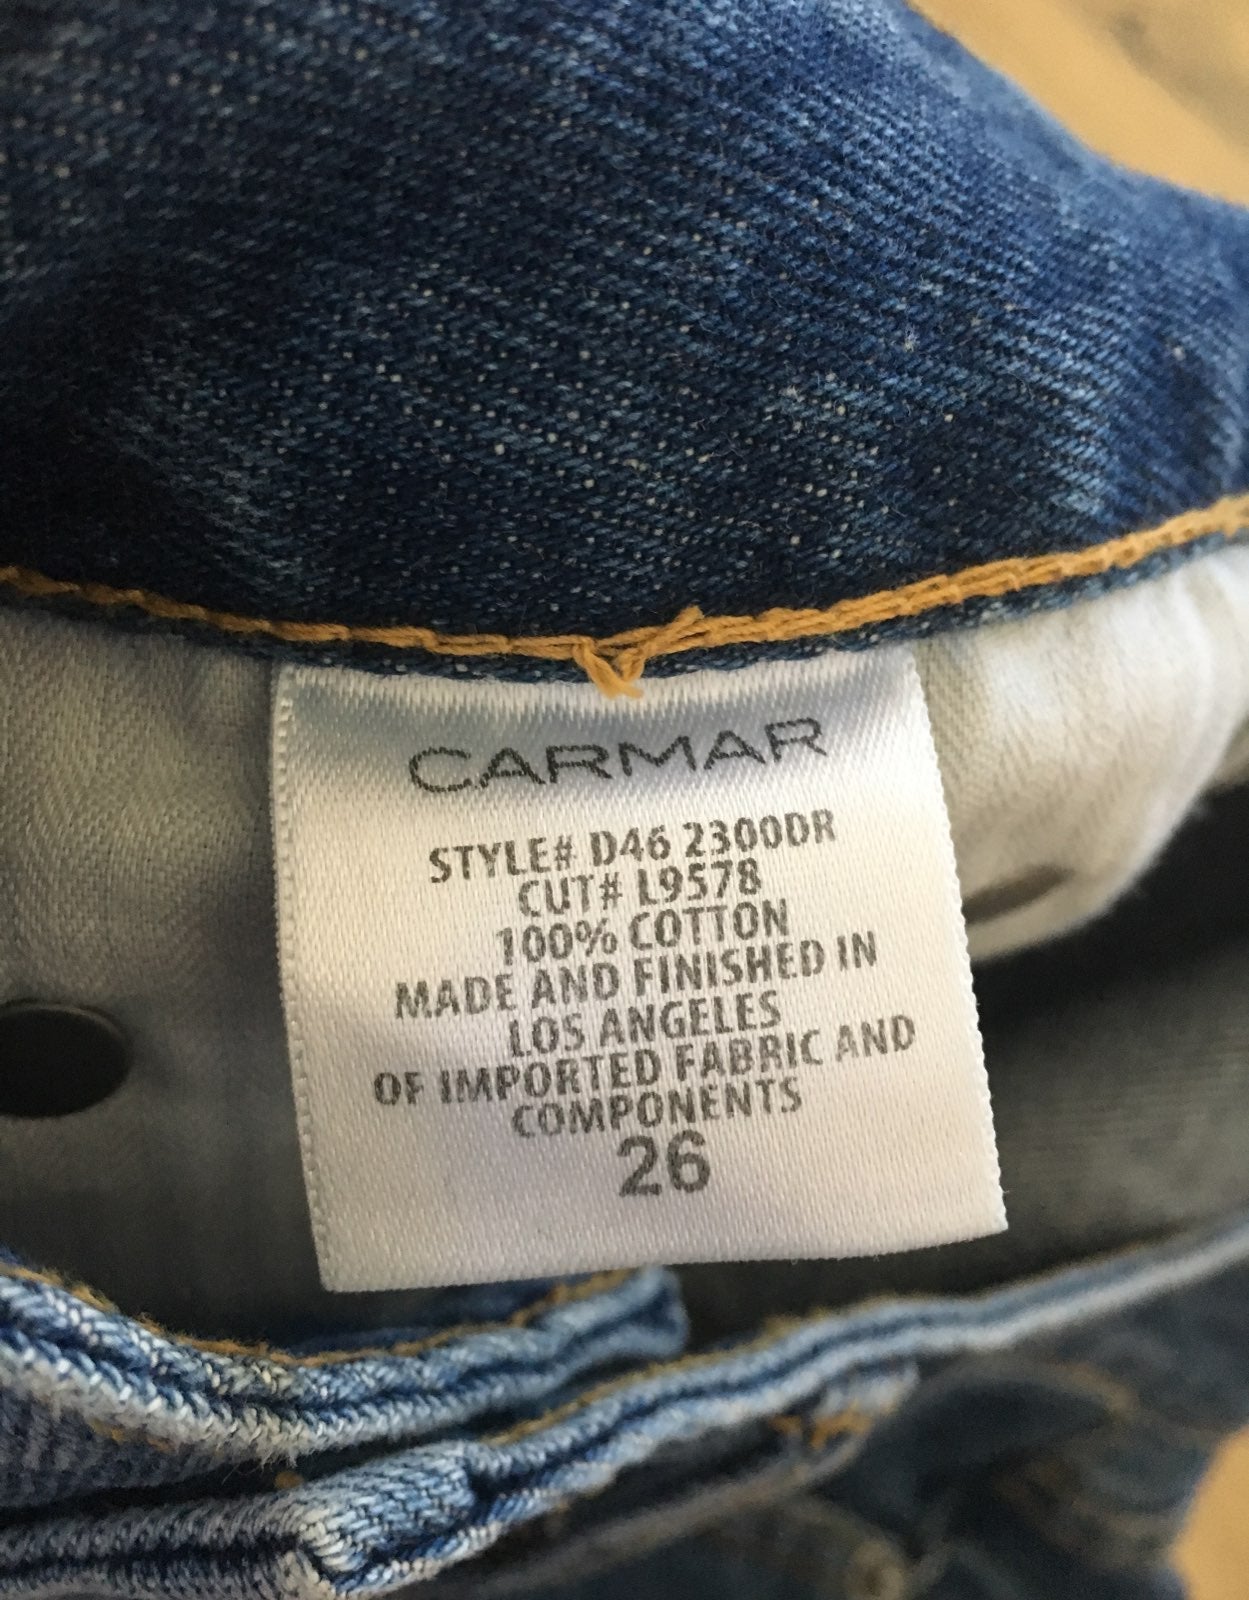 CARMAR
STYLE# D46 2300DR
CUT# L9578
100% COTTON
MADE AND FINISHED IN
LOS ANGELES
OF IMPORTED FABRIC AND
COMPONENTS
26